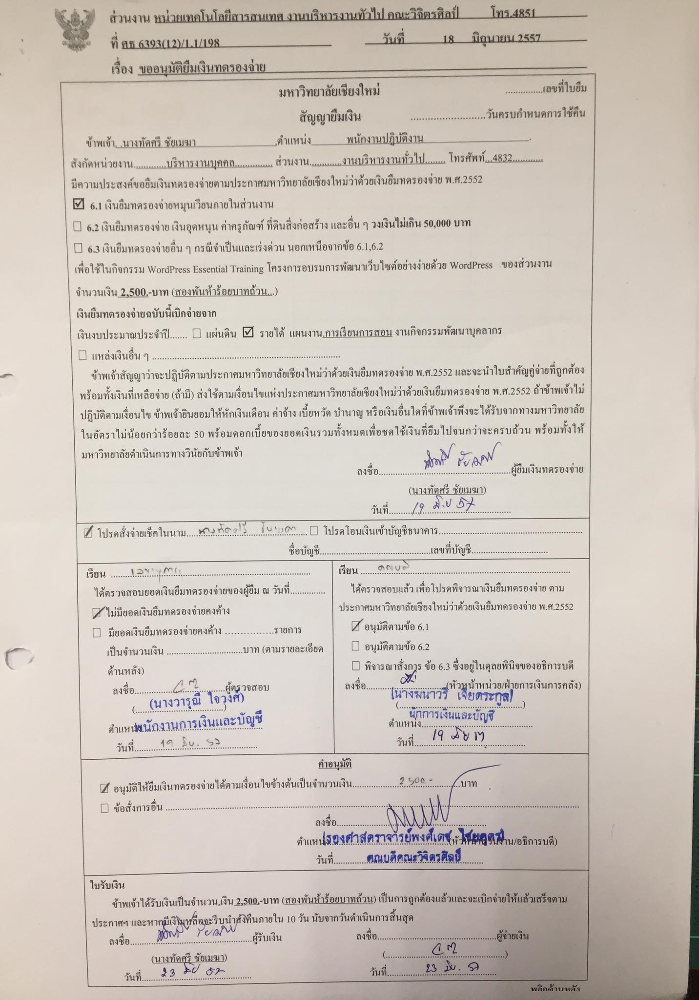 ส่วนงาน หน่วยเทคโนโลยีสารสนเทศ งานบริหารงานทั่วไป คณะวิจิตรศิลป์ โทร.4851
ที่ ศธ 6393(12)/1.1/198 วันที่ 18 มิถุนายน 2557
เรื่อง ขออนุมัติยืมเงินทดรองจ่าย
มหาวิทยาลัยเชียงใหม่ ..............เลขที่ใบยืม
สัญญายืมเงิน ............................วันครบกำหนดการใช้คืน
ข้าพเจ้า. .นางทัดศรี ชัยเมฆา .ตำแหน่ง พนักงานปฏิบัติงาน .
สังกัดหน่วยงาน............บริหารงานบุคคล.............. ส่วนงาน............งานบริหารงานทั่วไป........ โทรศัพท์...4832............
มีความประสงค์ขอยืมเงินทดรองจ่ายตามประกาศมหาวิทยาลัยเชียงใหม่ว่าด้วยเงินยืมทดรองจ่าย พ.ศ.2552
☑ 6.1 เงินยืมทดรองจ่ายหมุนเวียนภายในส่วนงาน
☐ 6.2 เงินยืมทดรองจ่าย เงินอุดหนุน ค่าครุภัณฑ์ ที่ดินสิ่งก่อสร้าง และอื่น ๆ วงเงินไม่เกิน 50,000 บาท
☐ 6.3 เงินยืมทดรองจ่ายอื่น ๆ กรณีจำเป็นและเร่งด่วน นอกเหนือจากข้อ 6.1,6.2
เพื่อใช้ในกิจกรรม WordPress Essential Training โครงการอบรมการพัฒนาเว็บไซต์อย่างง่ายด้วย WordPress ของส่วนงาน
จำนวนเงิน 2,500.-บาท (สองพันห้าร้อยบาทถ้วน...)
เงินยืมทดรองจ่ายฉบับนี้เบิกจ่ายจาก
เงินงบประมาณประจำปี....... ☐ แผ่นดิน ☑ รายได้ แผนงาน.การเรียนการสอน งานกิจกรรมพัฒนาบุคลากร
☐ แหล่งเงินอื่น ๆ ..............................................................................
ข้าพเจ้าสัญญาว่าจะปฏิบัติตามประกาศมหาวิทยาลัยเชียงใหม่ว่าด้วยเงินยืมทดรองจ่าย พ.ศ.2552 และจะนำใบสำคัญคู่จ่ายที่ถูกต้อง
พร้อมทั้งเงินที่เหลือจ่าย (ถ้ามี) ส่งใช้ตามเงื่อนไขแห่งประกาศมหาวิทยาลัยเชียงใหม่ว่าด้วยเงินยืมทดรองจ่าย พ.ศ.2552 ถ้าข้าพเจ้าไม่
ปฏิบัติตามเงื่อนไข ข้าพเจ้ายินยอมให้หักเงินเดือน ค่าจ้าง เบี้ยหวัด บำนาญ หรือเงินอื่นใดที่ข้าพเจ้าพึงจะได้รับจากทางมหาวิทยาลัย
ในอัตราไม่น้อยกว่าร้อยละ 50 พร้อมดอกเบี้ยของยอดเงินรวมทั้งหมดเพื่อชดใช้เงินที่ยืมไปจนกว่าจะครบถ้วน พร้อมทั้งให้
มหาวิทยาลัยดำเนินการทางวินัยกับข้าพเจ้า
ลงชื่อ..........ทัดศรี ชัยเมฆา..........ผู้ยืมเงินทดรองจ่าย
(นางทัดศรี ชัยเมฆา)
วันที่..........19 มิ.ย 57..........
☑ โปรดสั่งจ่ายเช็คในนาม....นางทัดศรี ชัยเมฆา.... ☐ โปรดโอนเงินเข้าบัญชีธนาคาร....................
ชื่อบัญชี....................เลขที่บัญชี....................
เรียน ......เลขานุการ......
ได้ตรวจสอบยอดเงินยืมทดรองจ่ายของผู้ยืม ณ วันที่..............
☑ ไม่มียอดเงินยืมทดรองจ่ายคงค้าง
☐ มียอดเงินยืมทดรองจ่ายคงค้าง ................รายการ
เป็นจำนวนเงิน ..............................บาท (ตามรายละเอียด
ด้านหลัง)
ลงชื่อ....................ผู้ตรวจสอบ
(นางวารุณี ใจวงศ์)
ตำแหน่ง พนักงานการเงินและบัญชี
วันที่........19 มิย. 57........
เรียน ......คณบดี......
ได้ตรวจสอบแล้ว เพื่อโปรดพิจารณาเงินยืมทดรองจ่าย ตาม
ประกาศมหาวิทยาลัยเชียงใหม่ว่าด้วยเงินยืมทดรองจ่าย พ.ศ.2552
☑ อนุมัติตามข้อ 6.1
☐ อนุมัติตามข้อ 6.2
☐ พิจารณาสั่งการ ข้อ 6.3 ซึ่งอยู่ในดุลยพินิจของอธิการบดี
ลงชื่อ....................(หัวหน้าหน่วย/ฝ่ายการเงินการคลัง)
(นางฆนาวรี เจียตระกูล)
นักการเงินและบัญชี
ตำแหน่ง....................
วันที่........19 มิย 57........
คำอนุมัติ
☑ อนุมัติให้ยืมเงินทดรองจ่ายได้ตามเงื่อนไขข้างต้นเป็นจำนวนเงิน..........2500.-..........บาท
☐ ข้อสั่งการอื่น ..............................
ลงชื่อ....................
ตำแหน่ง (รองศาสตราจารย์พงศ์เดช ไชยคุตร) (หัวหน้าส่วนงาน/อธิการบดี)
วันที่ คณบดีคณะวิจิตรศิลป์
ใบรับเงิน
ข้าพเจ้าได้รับเงินเป็นจำนวน.เงิน 2,500.-บาท (สองพันห้าร้อยบาทถ้วน) เป็นการถูกต้องแล้วและจะเบิกจ่ายให้แล้วเสร็จตาม
ประกาศฯ และหากมีเงินเหลือจะรีบนำส่งคืนภายใน 10 วัน นับจากวันดำเนินการสิ้นสุด
ลงชื่อ......ทัดศรี ชัยเมฆา......ผู้รับเงิน ลงชื่อ....................ผู้จ่ายเงิน
(นางทัดศรี ชัยเมฆา) (....................)
วันที่......23 มิย 57...... วันที่......23 มิย. 57......
พลิกด้านหลัง